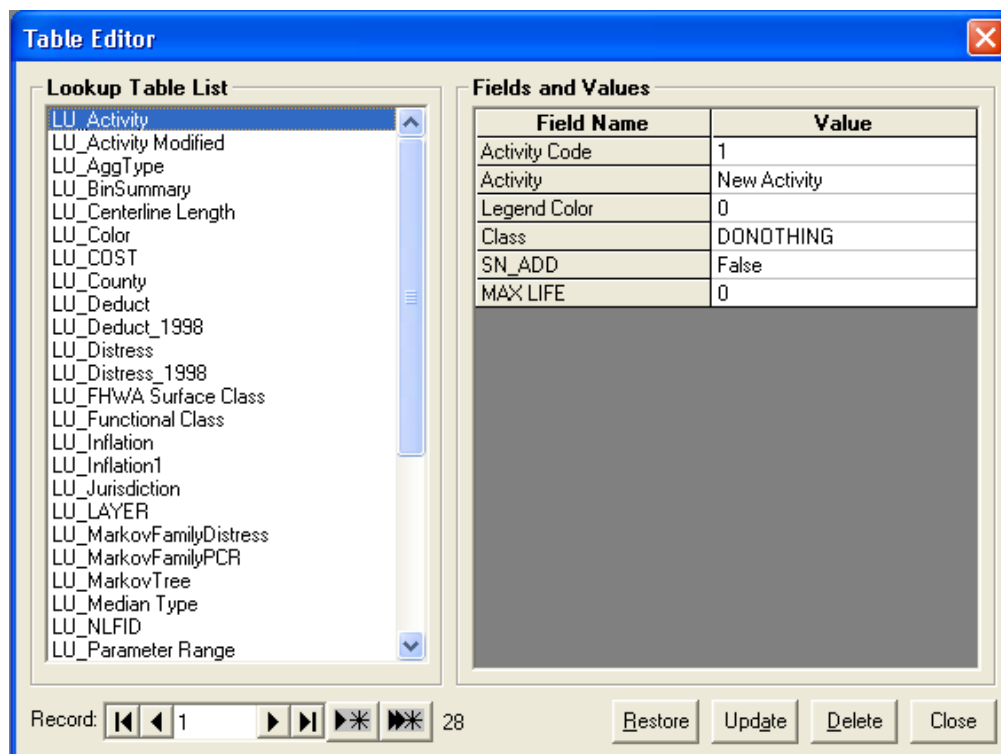 Table Editor
Lookup Table List
LU_Activity
LU_Activity Modified
LU_AggType
LU_BinSummary
LU_Centerline Length
LU_Color
LU_COST
LU_County
LU_Deduct
LU_Deduct_1998
LU_Distress
LU_Distress_1998
LU_FHWA Surface Class
LU_Functional Class
LU_Inflation
LU_Inflation1
LU_Jurisdiction
LU_LAYER
LU_MarkovFamilyDistress
LU_MarkovFamilyPCR
LU_MarkovTree
LU_Median Type
LU_NLFID
LU_Parameter Range
Fields and Values
Field Name Value
Activity Code 1
Activity New Activity
Legend Color 0
Class DONOTHING
SN_ADD False
MAX LIFE 0
Record: 1 28 Restore Update Delete Close